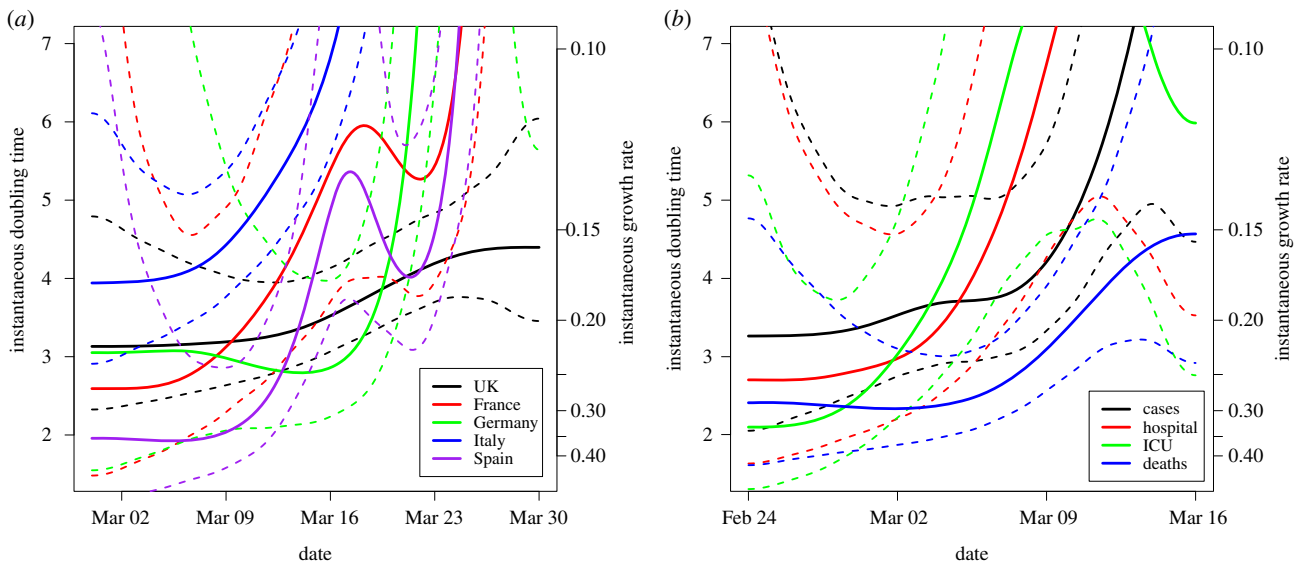 (a)
instantaneous doubling time
7
6
5
4
3
2
Mar 02 Mar 09 Mar 16 Mar 23 Mar 30
date
0.10
0.15
0.20
0.30
0.40
instantaneous growth rate
UK
France
Germany
Italy
Spain
(b)
instantaneous doubling time
7
6
5
4
3
2
Feb 24 Mar 02 Mar 09 Mar 16
date
0.10
0.15
0.20
0.30
0.40
instantaneous growth rate
cases
hospital
ICU
deaths